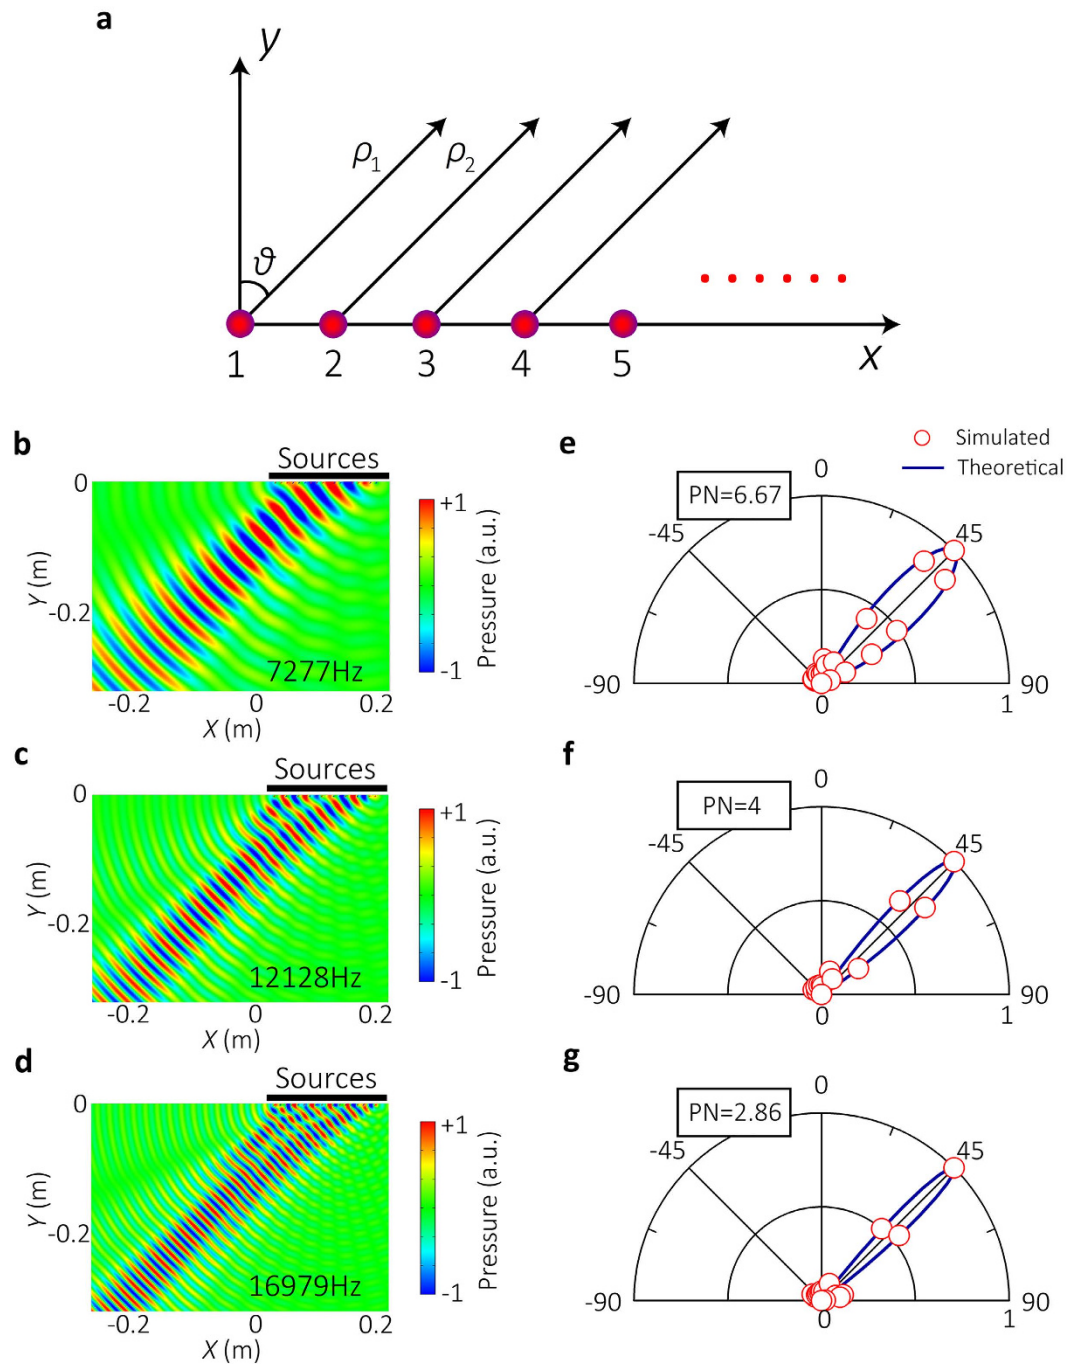 a
y
ρ1 ρ2
ϑ
1 2 3 4 5
x
b
Sources
0
Y (m)
-0.2
7277Hz
-0.2 0 0.2
X (m)
+1
Pressure (a.u.)
-1
e
Simulated
Theoretical
PN=6.67
0
-45 45
-90 90
0 1
c
Sources
0
Y (m)
-0.2
12128Hz
-0.2 0 0.2
X (m)
+1
Pressure (a.u.)
-1
f
PN=4
0
-45 45
-90 90
0 1
d
Sources
0
Y (m)
-0.2
16979Hz
-0.2 0 0.2
X (m)
+1
Pressure (a.u.)
-1
g
PN=2.86
0
-45 45
-90 90
0 1